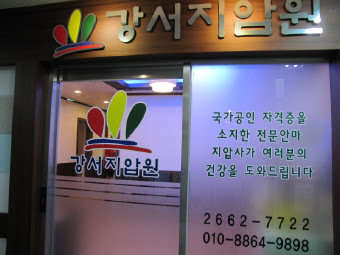 강서지압원
강서지압원
국가공인 자격증을
소지한 전문안마
지압사가 여러분의
건강을 도와드립니다
2662-7722
010-8864-9898